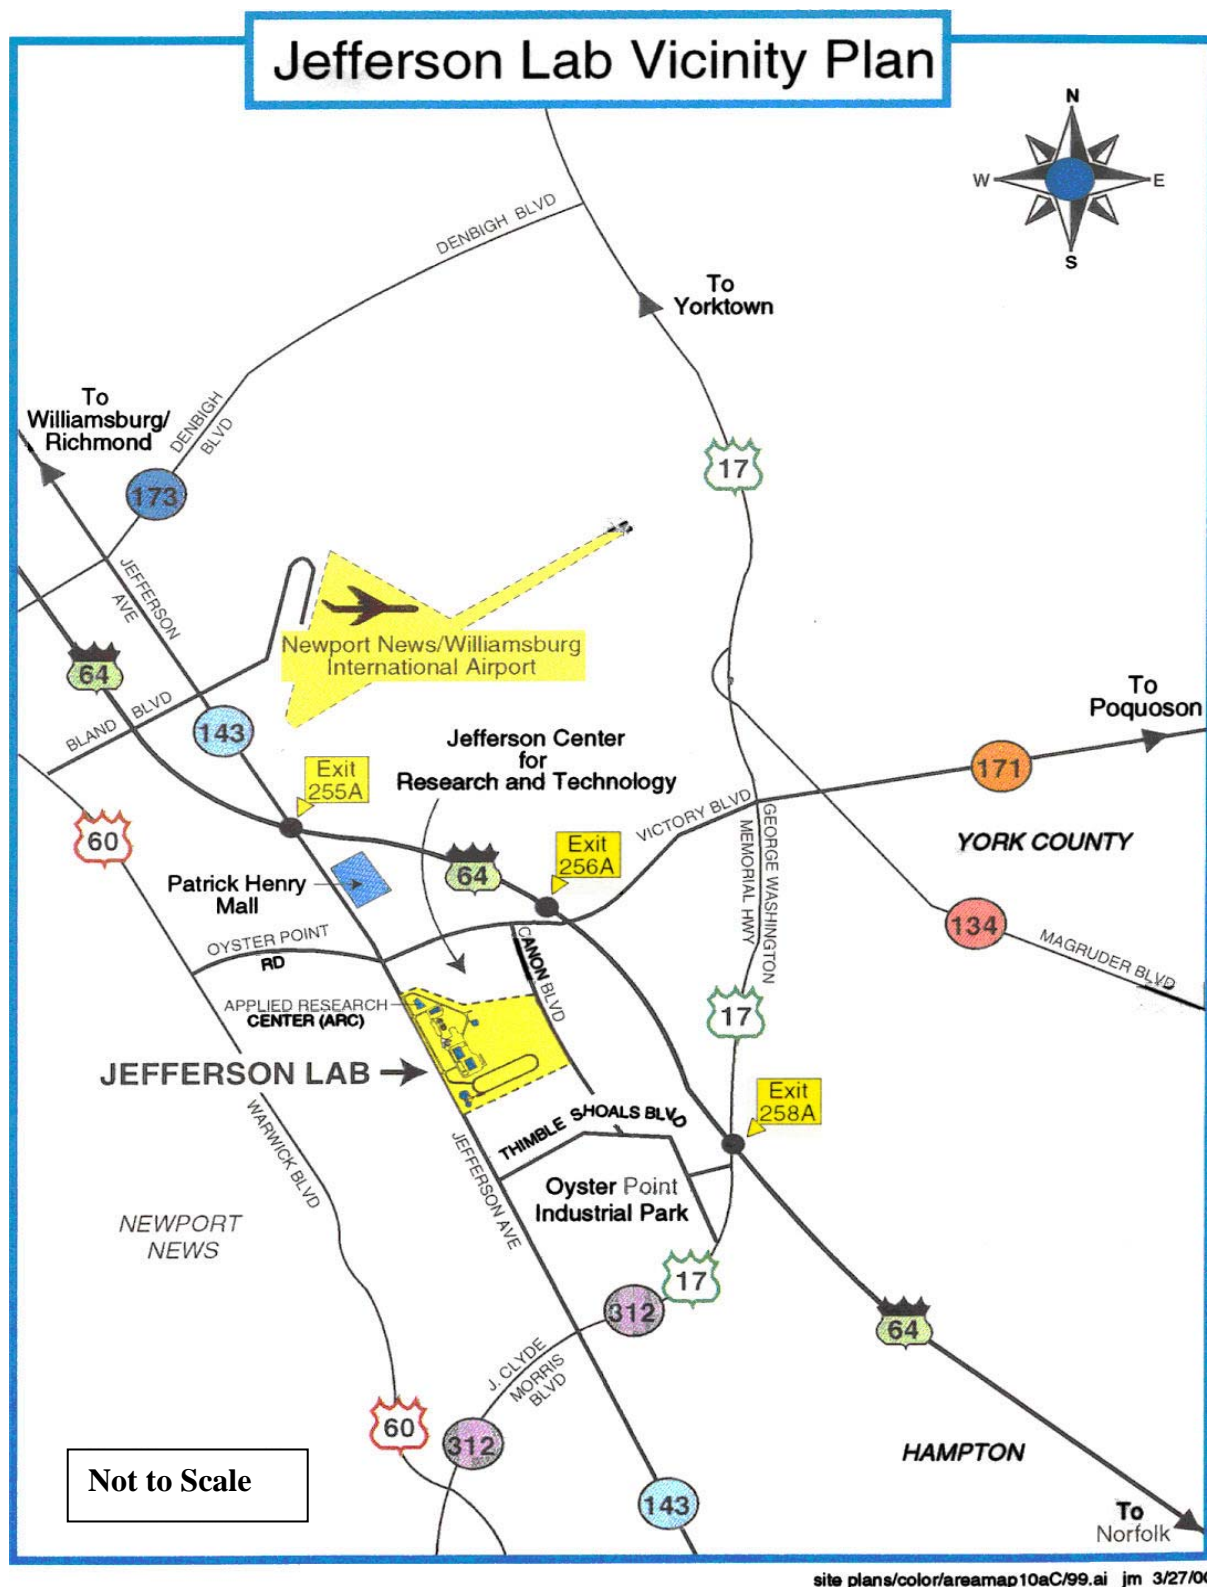 Jefferson Lab Vicinity Plan
N
W
E
S
DENBIGH BLVD
To
Yorktown
To
Williamsburg/
Richmond
DENBIGH
BLVD
17
173
JEFFERSON
AVE
Newport News/Williamsburg
International Airport
64
BLAND BLVD
143
To
Poquoson
Jefferson Center
for
Research and Technology
Exit
255A
171
VICTORY BLVD
GEORGE WASHINGTON
MEMORIAL HWY
60
Exit
256A
YORK COUNTY
64
Patrick Henry
Mall
134
OYSTER POINT
RD
CANON BLVD
MAGRUDER BLVD
APPLIED RESEARCH
CENTER (ARC)
17
JEFFERSON LAB
Exit
258A
THIMBLE SHOALS BLVD
WARWICK BLVD
JEFFERSON AVE
Oyster Point
Industrial Park
NEWPORT
NEWS
17
312
64
J. CLYDE
MORRIS
BLVD
60
312
HAMPTON
Not to Scale
143
To
Norfolk
site plans/color/areamap10aC/99.ai jm 3/27/00